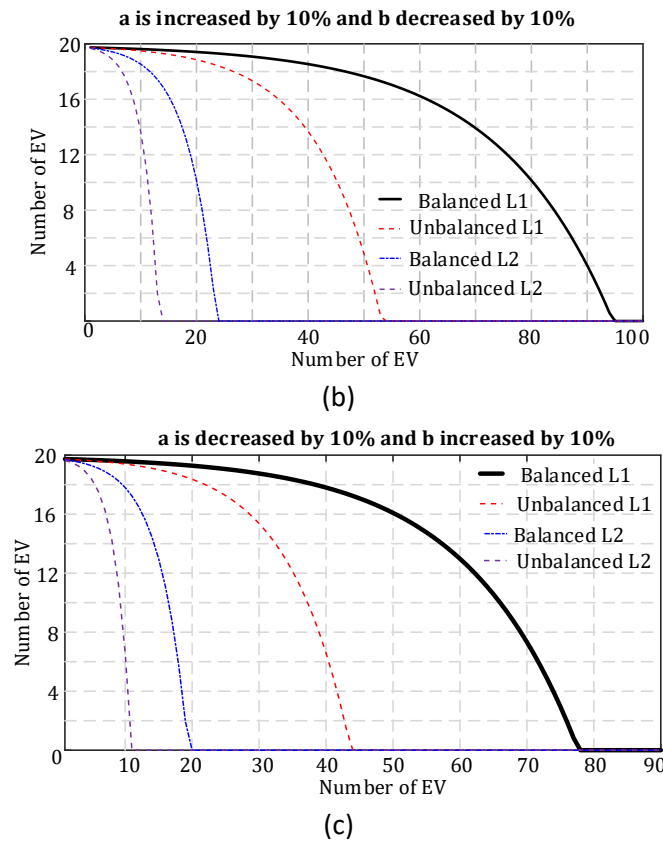 a is increased by 10% and b decreased by 10%
20
16
12
8
4
Number of EV
Balanced L1
Unbalanced L1
Balanced L2
Unbalanced L2
0 20 40 60 80 100
Number of EV
(b)
a is decreased by 10% and b increased by 10%
20
16
12
8
4
0
Number of EV
Balanced L1
Unbalanced L1
Balanced L2
Unbalanced L2
10 20 30 40 50 60 70 80 90
Number of EV
(c)